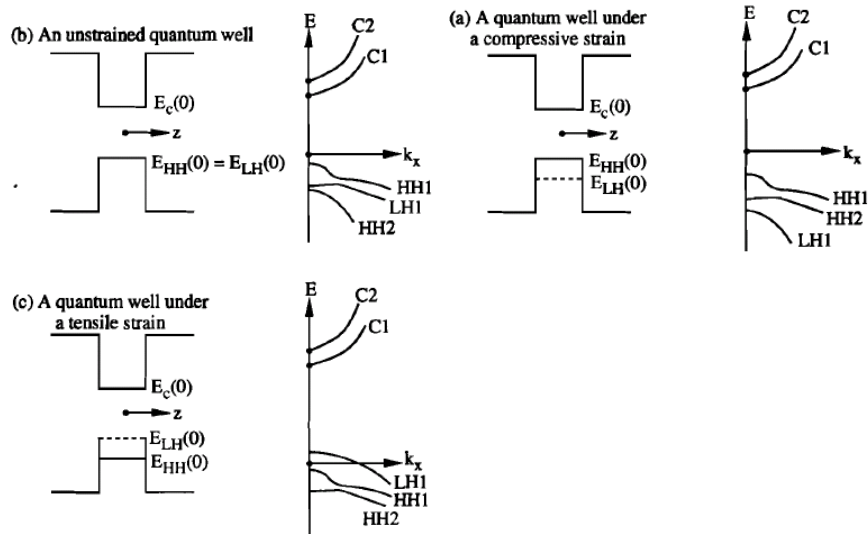 (b) An unstrained quantum well
E_c(0)
z
E_HH(0) = E_LH(0)
E
C2
C1
k_x
HH1
LH1
HH2
(a) A quantum well under
a compressive strain
E_c(0)
z
E_HH(0)
E_LH(0)
E
C2
C1
k_x
HH1
HH2
LH1
(c) A quantum well under
a tensile strain
E_c(0)
z
E_LH(0)
E_HH(0)
E
C2
C1
k_x
LH1
HH1
HH2